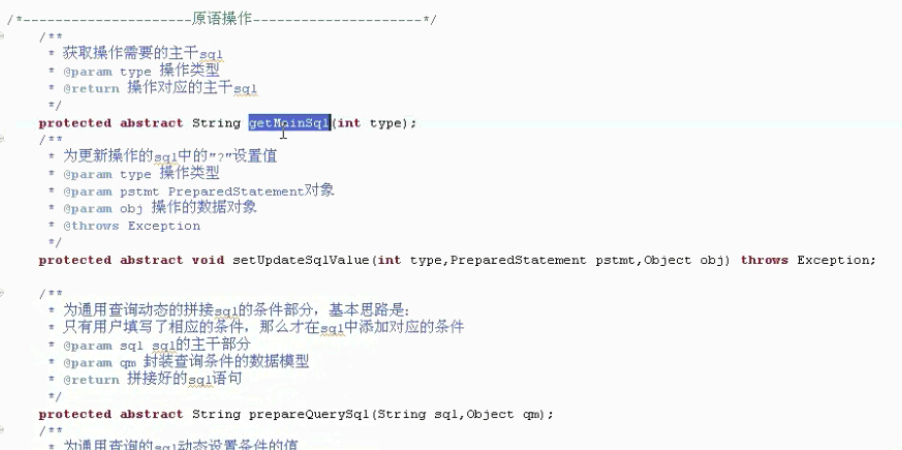 /*--------------------原语操作--------------------*/
/**
* 获取操作需要的主干sql
* @param type 操作类型
* @return 操作对应的主干sql
*/
protected abstract String getMainSql(int type);
/**
* 为更新操作的sql中的"?"设置值
* @param type 操作类型
* @param pstmt PreparedStatement对象
* @param obj 操作的数据对象
* @throws Exception
*/
protected abstract void setUpdateSqlValue(int type,PreparedStatement pstmt,Object obj) throws Exception;
/**
* 为通用查询动态的拼接sql的条件部分，基本思路是：
* 只有用户填写了相应的条件，那么才在sql中添加对应的条件
* @param sql sql的主干部分
* @param qm 封装查询条件的数据模型
* @return 拼接好的sql语句
*/
protected abstract String prepareQuerySql(String sql,Object qm);
/**
* 为通用查询的sql动态设置条件的值